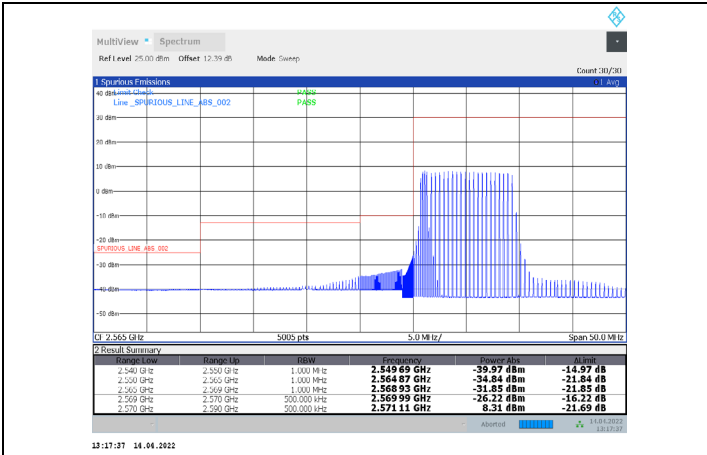 MultiView Spectrum
Ref Level 25.00 dBm Offset 12.39 dB Mode Sweep
Count 30/30
1 Spurious Emissions 1 Avg
40 dBm Limit Check PASS
Line _SPURIOUS_LINE_ABS_002 PASS
30 dBm
20 dBm
10 dBm
0 dBm
-10 dBm
-20 dBm
SPURIOUS_LINE_ABS_002
-30 dBm
-40 dBm
-50 dBm
CF 2.565 GHz 5005 pts 5.0 MHz/ Span 50.0 MHz
2 Result Summary
Range Low Range Up RBW Frequency Power Abs ΔLimit
2.540 GHz 2.550 GHz 1.000 MHz 2.549 69 GHz -39.97 dBm -14.97 dB
2.550 GHz 2.565 GHz 1.000 MHz 2.564 87 GHz -34.84 dBm -21.84 dB
2.565 GHz 2.569 GHz 1.000 MHz 2.568 93 GHz -31.85 dBm -21.85 dB
2.569 GHz 2.570 GHz 500.000 kHz 2.569 99 GHz -26.22 dBm -16.22 dB
2.570 GHz 2.590 GHz 500.000 kHz 2.571 11 GHz 8.31 dBm -21.69 dB
Aborted 14.04.2022
13:17:37
13:17:37 14.04.2022